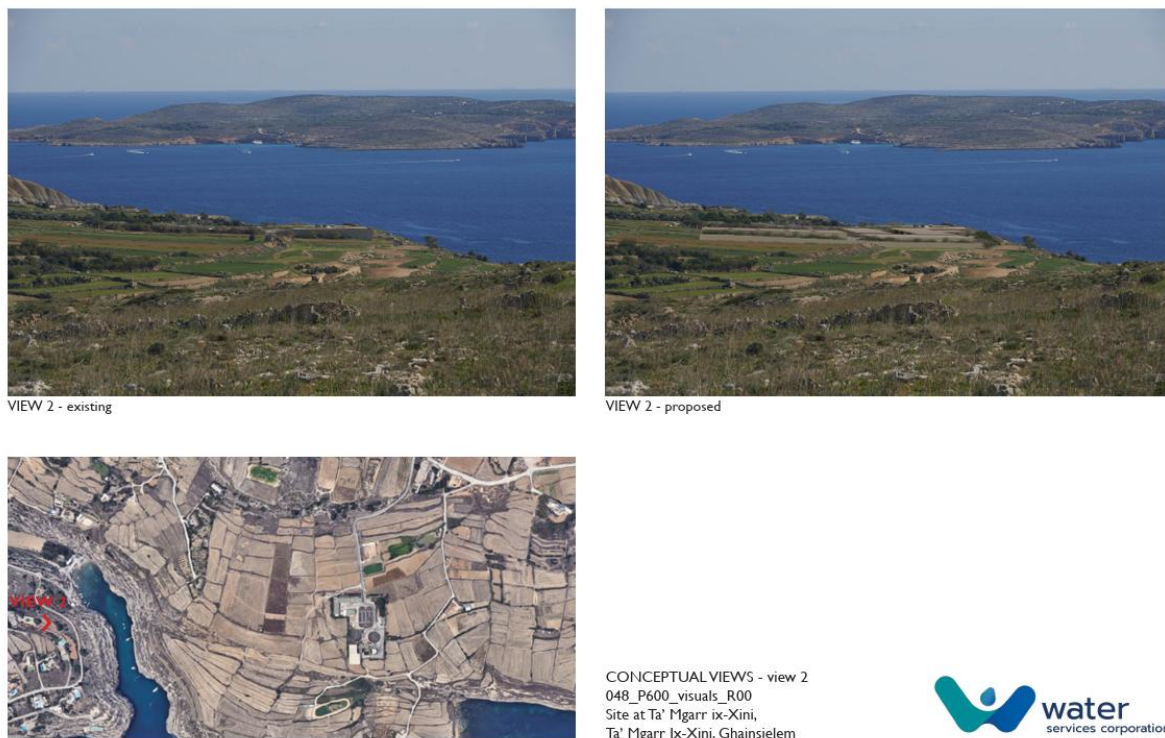 VIEW 2 - existing
VIEW 2 - proposed
VIEW 2
CONCEPTUAL VIEWS - view 2
048_P600_visuals_R00
Site at Ta' Mgarr ix-Xini,
Ta' Mgarr Ix-Xini, Ghajnsielem
water
services corporation